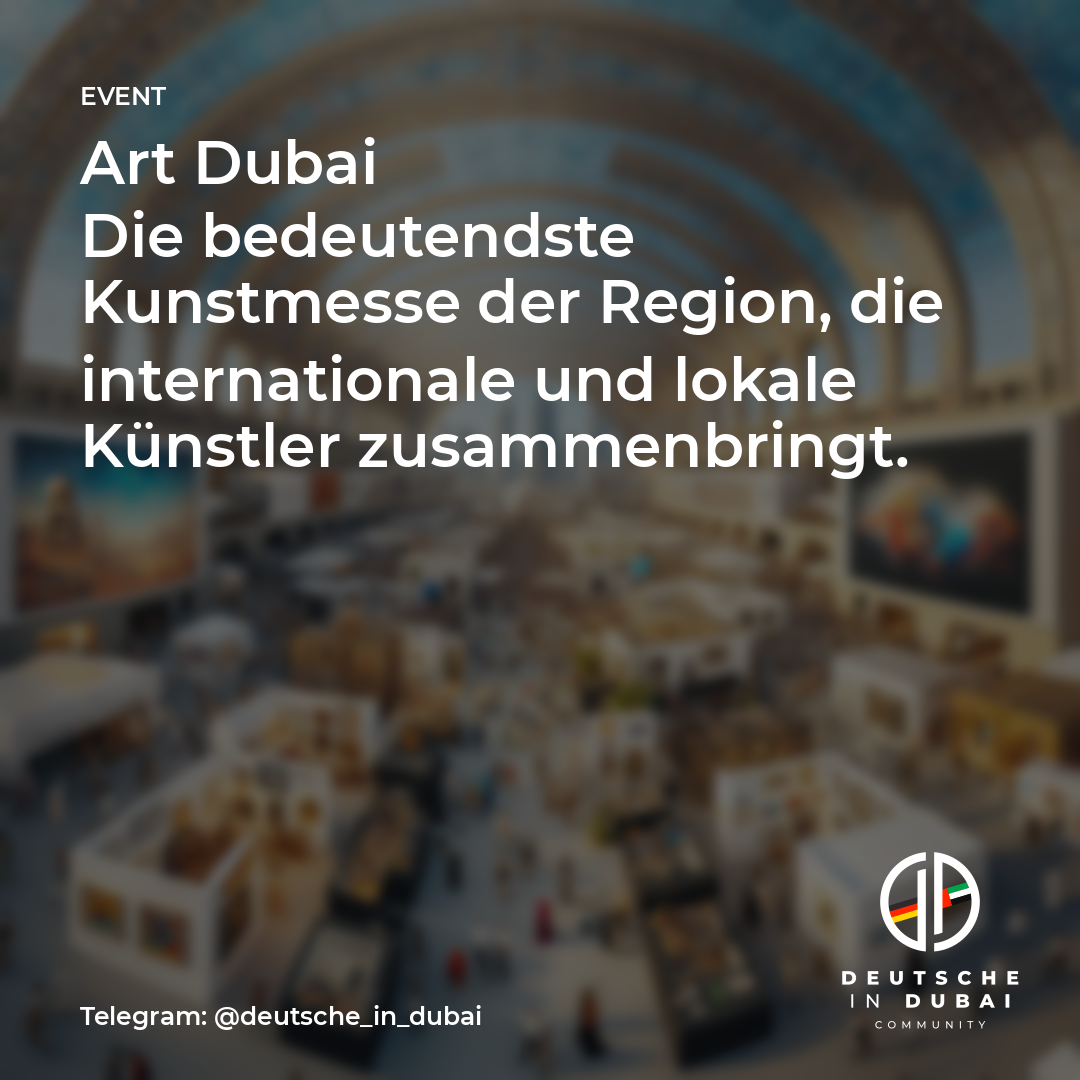 EVENT
Art Dubai
Die bedeutendste
Kunstmesse der Region, die
internationale und lokale
Künstler zusammenbringt.
DEUTSCHE
IN DUBAI
COMMUNITY
Telegram: @deutsche_in_dubai